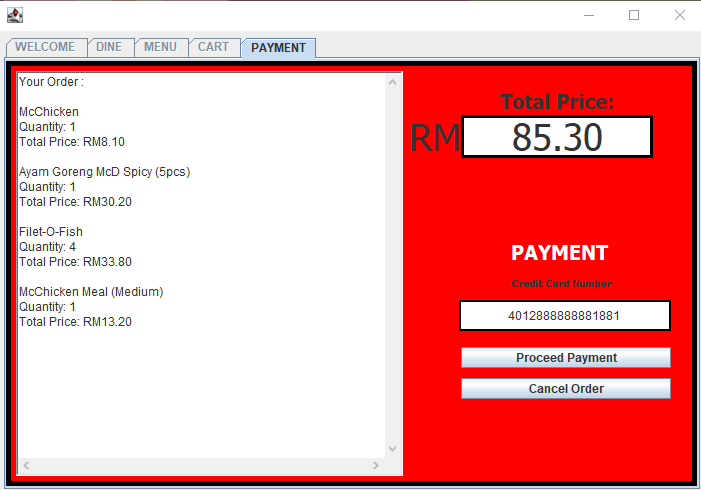 WELCOME DINE MENU CART PAYMENT
Your Order :
McChicken
Quantity: 1
Total Price: RM8.10
Ayam Goreng McD Spicy (5pcs)
Quantity: 1
Total Price: RM30.20
Filet-O-Fish
Quantity: 4
Total Price: RM33.80
McChicken Meal (Medium)
Quantity: 1
Total Price: RM13.20
Total Price:
RM 85.30
PAYMENT
Credit Card Number
4012888888881881
Proceed Payment
Cancel Order